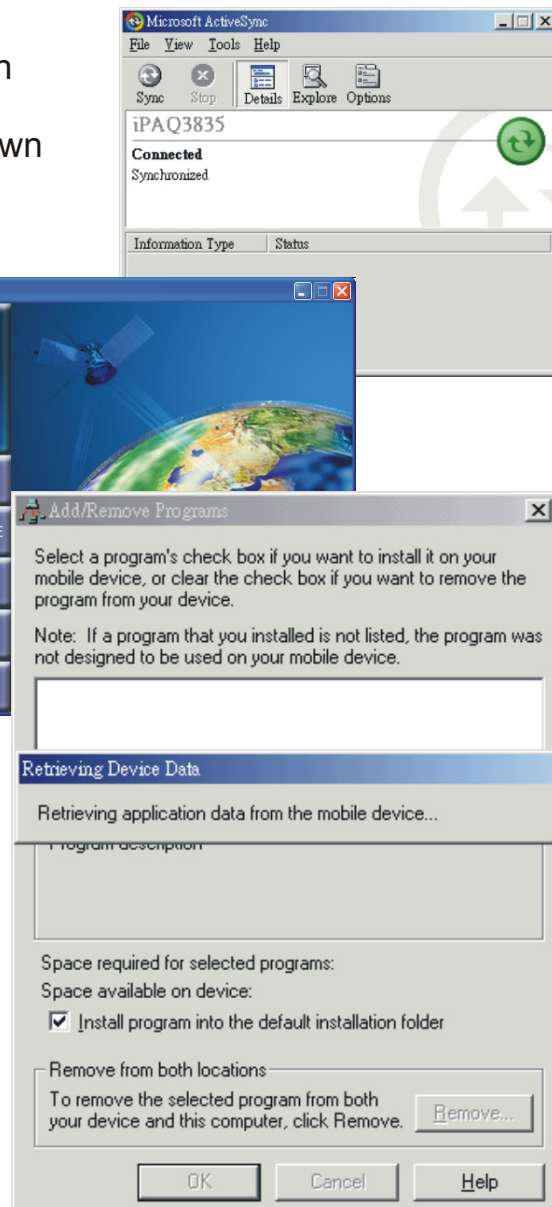 Microsoft ActiveSync
File View Tools Help
Sync Stop Details Explore Options
iPAQ3835
Connected
Synchronized
Information Type Status
Add/Remove Programs
Select a program's check box if you want to install it on your
mobile device, or clear the check box if you want to remove the
program from your device.
Note: If a program that you installed is not listed, the program was
not designed to be used on your mobile device.
Retrieving Device Data
Retrieving application data from the mobile device...
Program description
Space required for selected programs:
Space available on device:
Install program into the default installation folder
Remove from both locations
To remove the selected program from both
your device and this computer, click Remove.
Remove...
OK Cancel Help